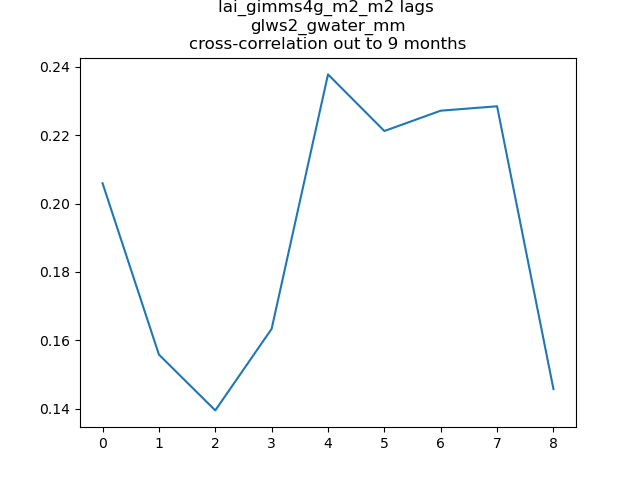 lai_gimms4g_m2_m2 lags
glws2_gwater_mm
cross-correlation out to 9 months
0.24
0.22
0.20
0.18
0.16
0.14
0 1 2 3 4 5 6 7 8